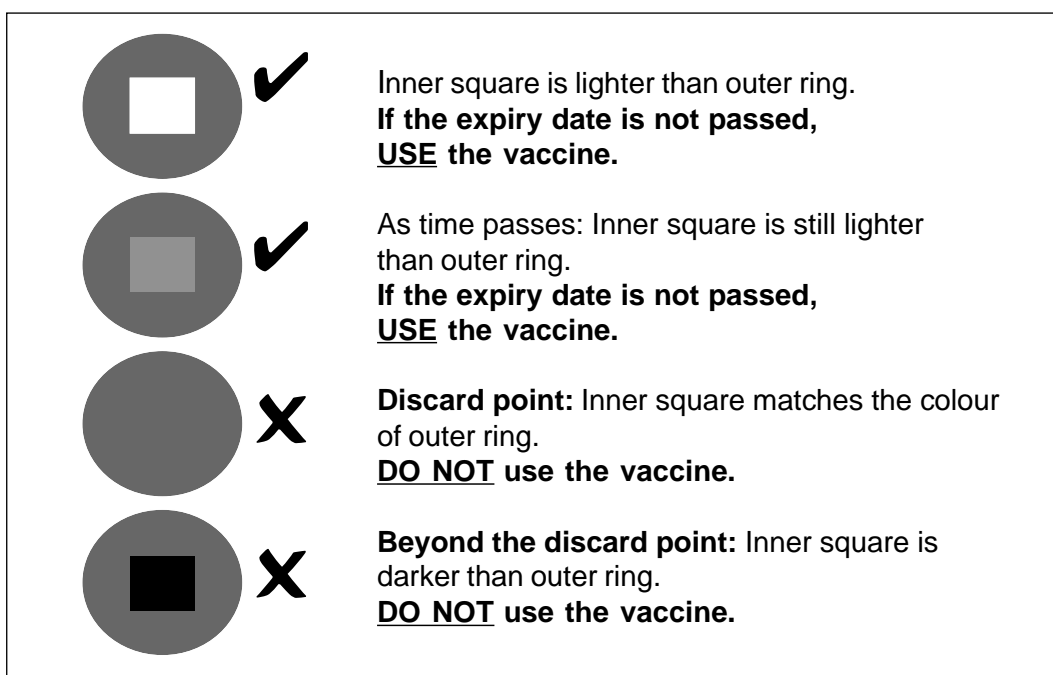 Inner square is lighter than outer ring.
If the expiry date is not passed,
USE the vaccine.
As time passes: Inner square is still lighter
than outer ring.
If the expiry date is not passed,
USE the vaccine.
Discard point: Inner square matches the colour
of outer ring.
DO NOT use the vaccine.
Beyond the discard point: Inner square is
darker than outer ring.
DO NOT use the vaccine.